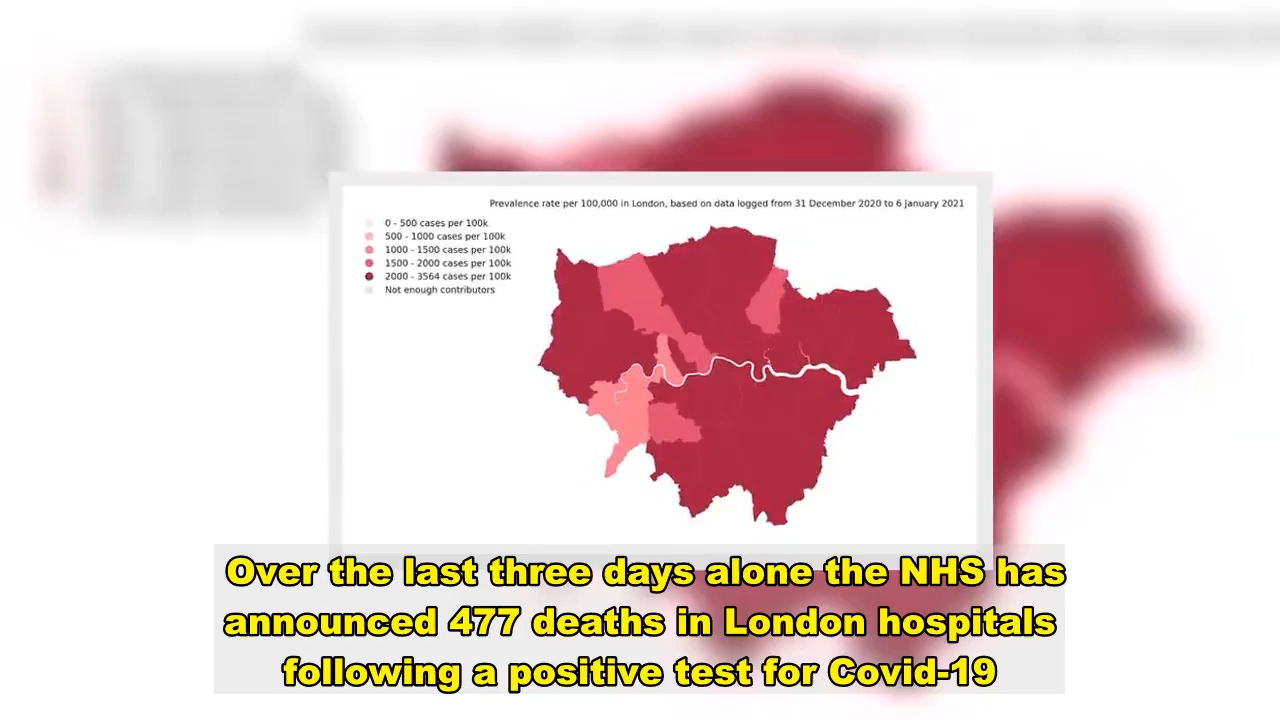 Prevalence rate per 100,000 in London, based on data logged from 31 December 2020 to 6 January 2021
0 - 500 cases per 100k
500 - 1000 cases per 100k
1000 - 1500 cases per 100k
1500 - 2000 cases per 100k
2000 - 3564 cases per 100k
Not enough contributors
Over the last three days alone the NHS has
announced 477 deaths in London hospitals
following a positive test for Covid-19